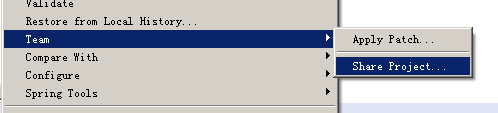 Validate
Restore from Local History...
Team
Apply Patch...
Compare With
Share Project...
Configure
Spring Tools